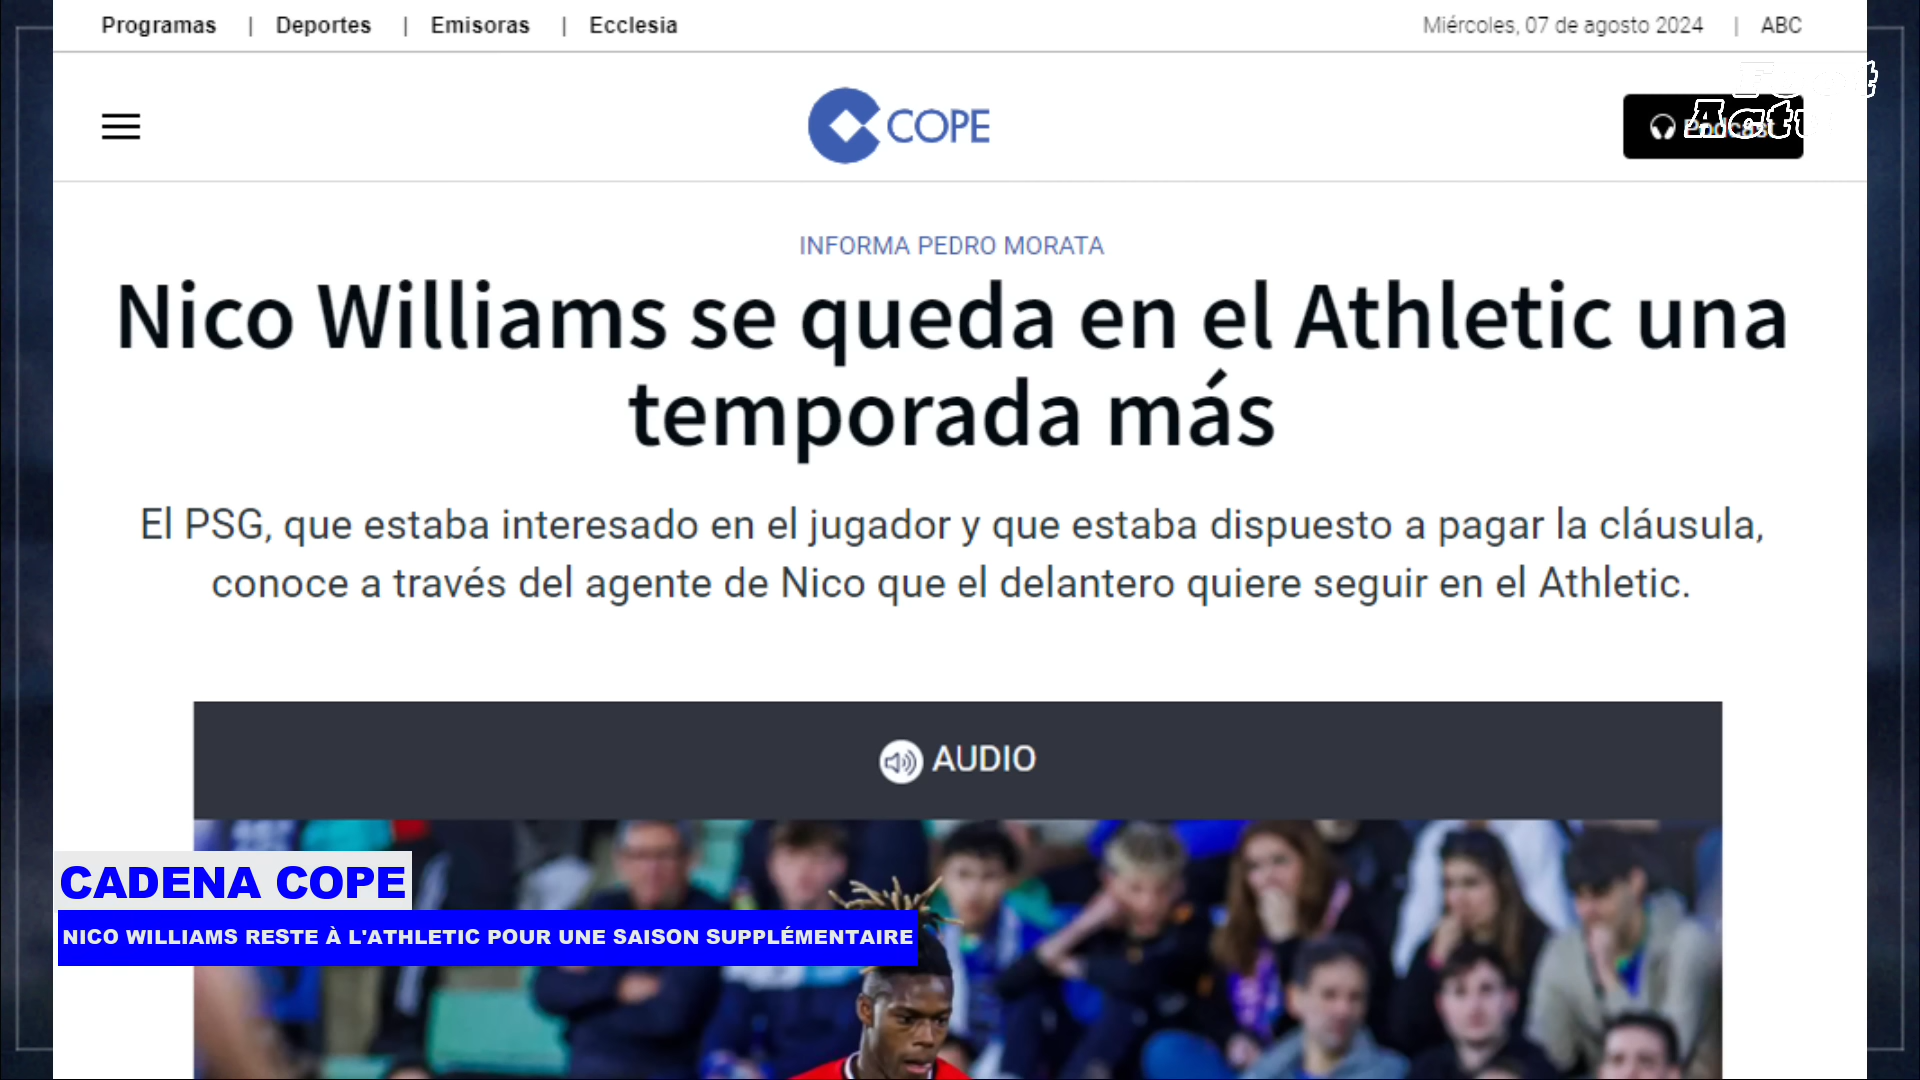 Programas | Deportes | Emisoras | Ecclesia
Miércoles, 07 de agosto 2024 | ABC
Foot
Actu
COPE
Podcast
INFORMA PEDRO MORATA
Nico Williams se queda en el Athletic una
temporada más
El PSG, que estaba interesado en el jugador y que estaba dispuesto a pagar la cláusula,
conoce a través del agente de Nico que el delantero quiere seguir en el Athletic.
AUDIO
CADENA COPE
NICO WILLIAMS RESTE À L'ATHLETIC POUR UNE SAISON SUPPLÉMENTAIRE